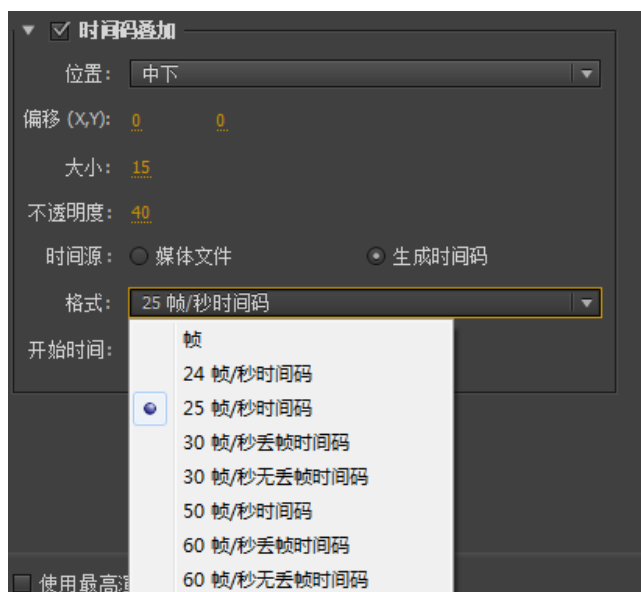 时间码叠加
位置： 中下
偏移 (X,Y): 0 0
大小： 15
不透明度： 40
时间源： 媒体文件 生成时间码
格式： 25 帧/秒时间码
帧
开始时间：
24 帧/秒时间码
25 帧/秒时间码
30 帧/秒丢帧时间码
30 帧/秒无丢帧时间码
50 帧/秒时间码
60 帧/秒丢帧时间码
60 帧/秒无丢帧时间码
使用最高